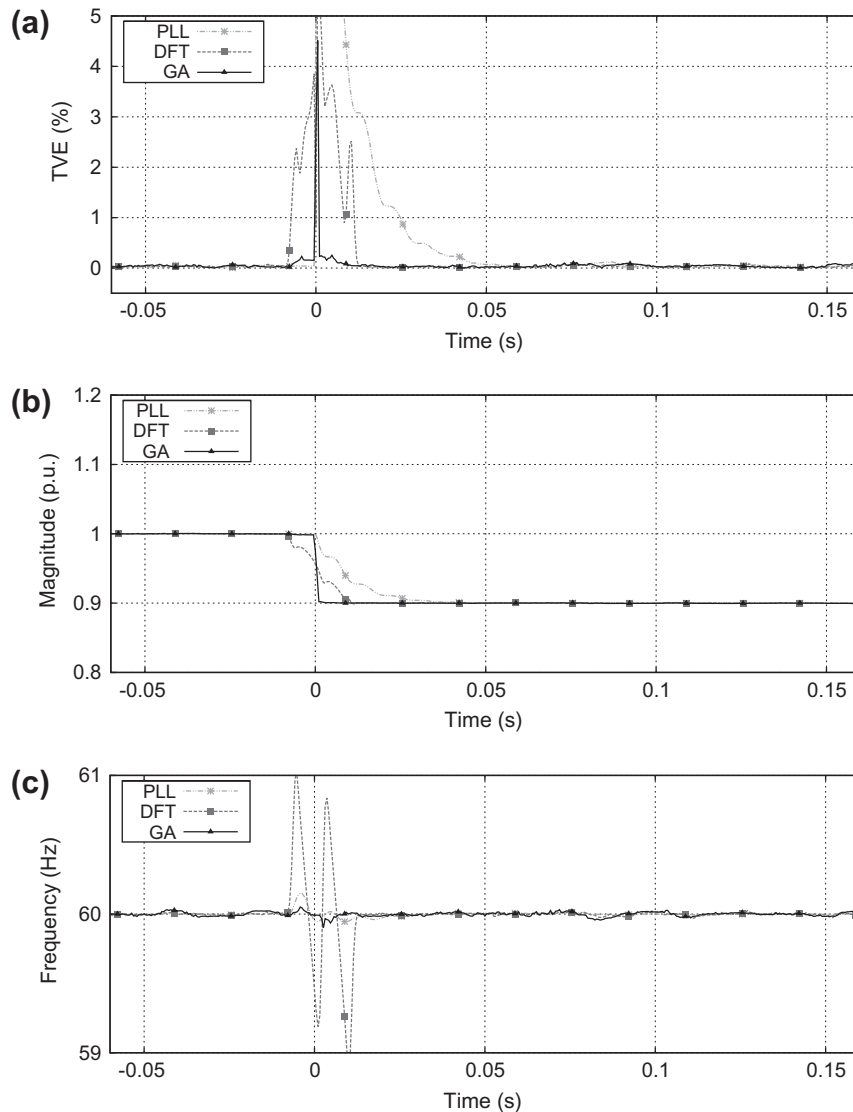 (a)
PLL
DFT
GA
5
4
3
2
1
0
TVE (%)
-0.05 0 0.05 0.1 0.15
Time (s)
(b)
PLL
DFT
GA
1.2
1.1
1
0.9
0.8
Magnitude (p.u.)
-0.05 0 0.05 0.1 0.15
Time (s)
(c)
PLL
DFT
GA
61
60
59
Frequency (Hz)
-0.05 0 0.05 0.1 0.15
Time (s)